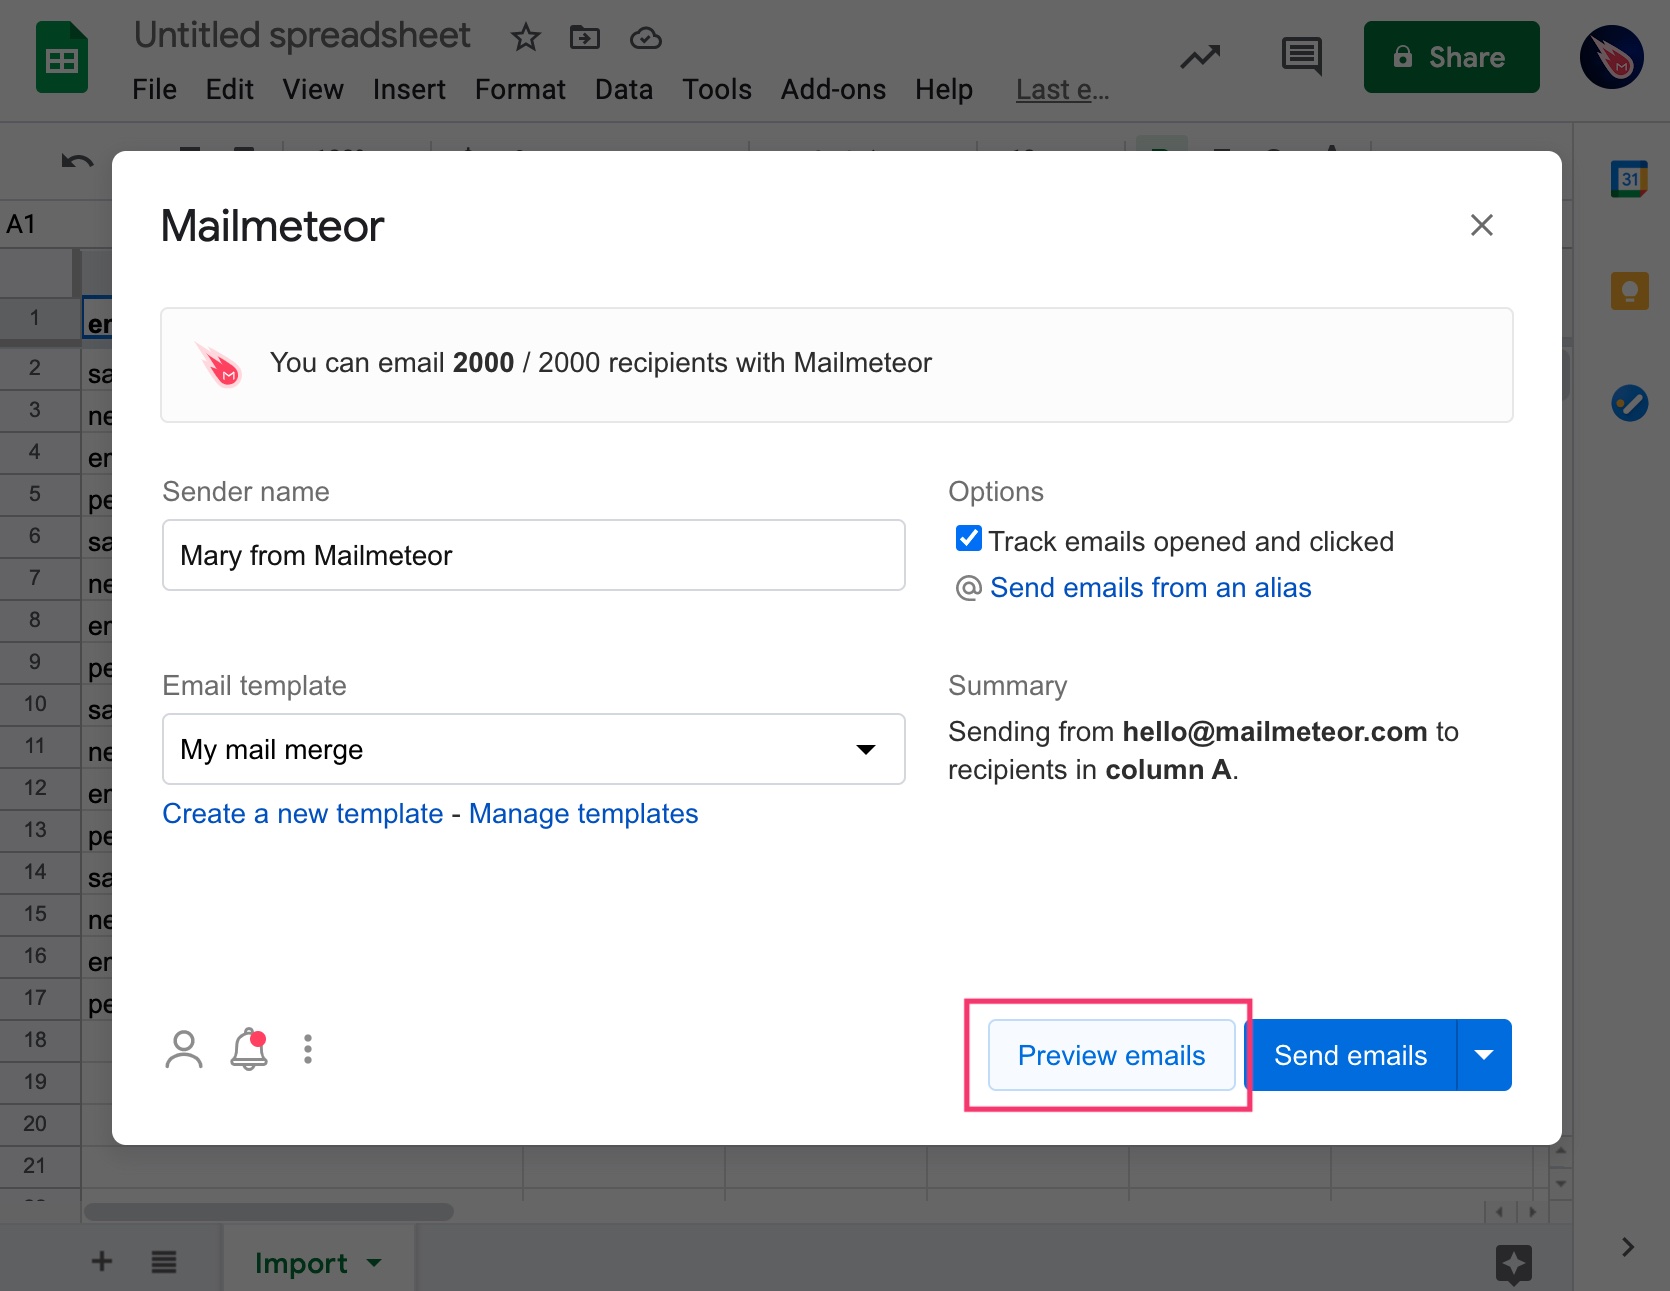 Untitled spreadsheet
File Edit View Insert Format Data Tools Add-ons Help Last e...
Share
31
A1
Mailmeteor
You can email 2000 / 2000 recipients with Mailmeteor
Sender name
Mary from Mailmeteor
Options
Track emails opened and clicked
@ Send emails from an alias
Email template
My mail merge
Create a new template - Manage templates
Summary
Sending from hello@mailmeteor.com to
recipients in column A.
Preview emails
Send emails
1 er
2 sa
3 ne
4 er
5 pe
6 sa
7 ne
8 er
9 pe
10 sa
11 ne
12 er
13 pe
14 sa
15 ne
16 er
17 pe
18
19
20
21
Import